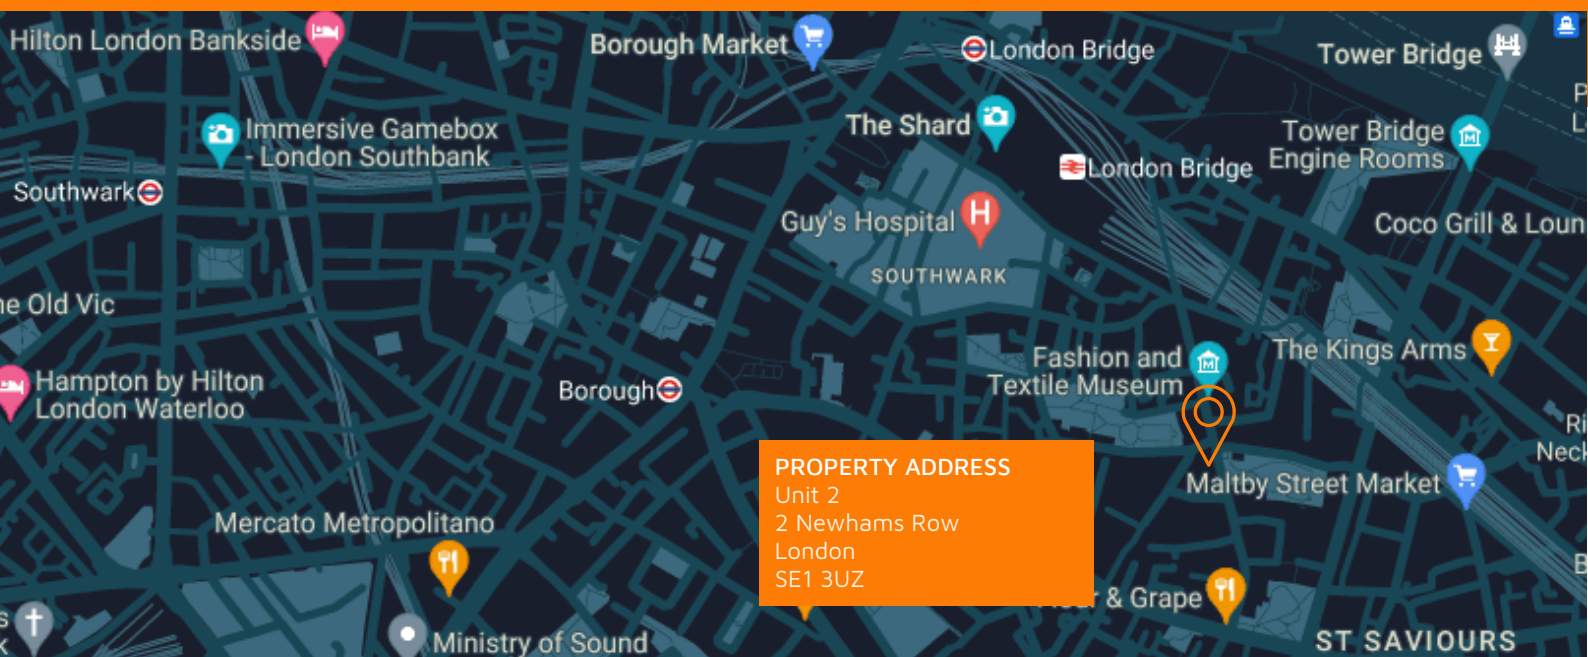 Hilton London Bankside
Borough Market
London Bridge
Tower Bridge
Immersive Gamebox
- London Southbank
The Shard
Tower Bridge
Engine Rooms
London Bridge
Southwark
Guy's Hospital
Coco Grill & Loun
SOUTHWARK
Old Vic
The Kings Arms
Fashion and
Textile Museum
Hampton by Hilton
London Waterloo
Borough
PROPERTY ADDRESS
Unit 2
2 Newhams Row
London
SE1 3UZ
Maltby Street Market
Mercato Metropolitano
& Grape
Ministry of Sound
ST SAVIOURS